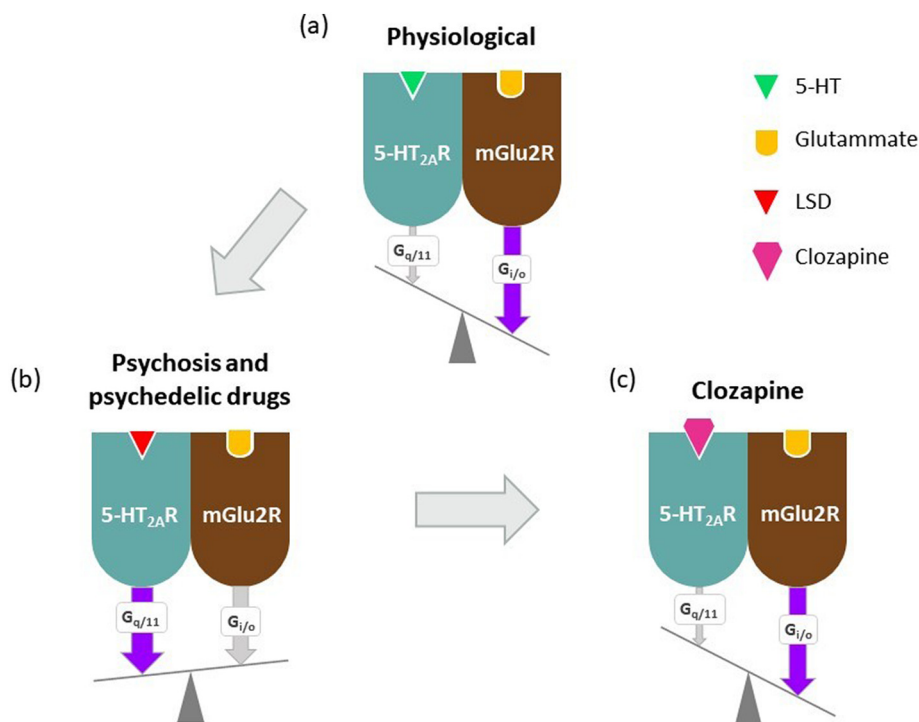 (a)
Physiological
5-HT2AR
mGlu2R
Gq/11
Gi/o
5-HT
Glutammate
LSD
Clozapine
(b)
Psychosis and
psychedelic drugs
5-HT2AR
mGlu2R
Gq/11
Gi/o
(c)
Clozapine
5-HT2AR
mGlu2R
Gq/11
Gi/o